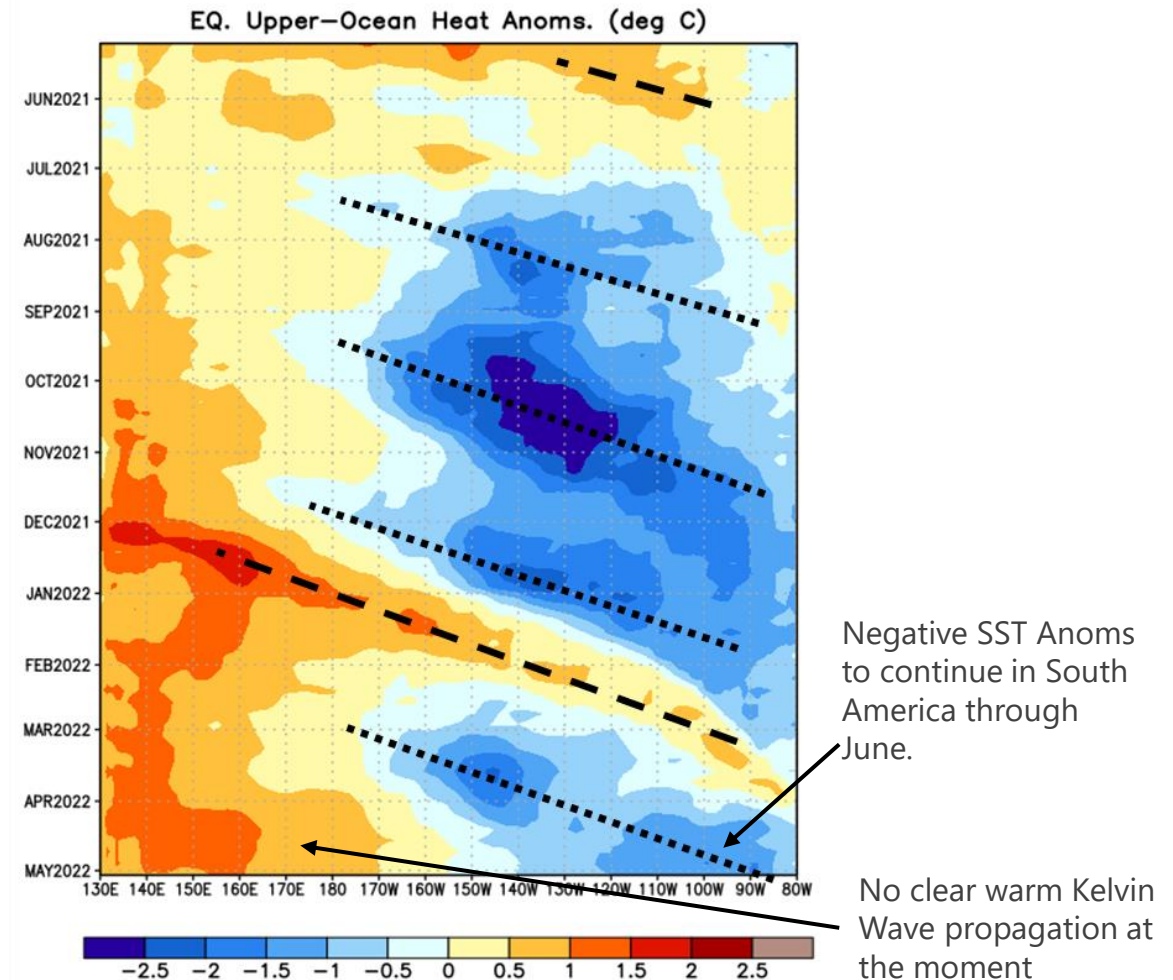 EQ. Upper-Ocean Heat Anoms. (deg C)
JUN2021
JUL2021
AUG2021
SEP2021
OCT2021
NOV2021
DEC2021
JAN2022
FEB2022
MAR2022
APR2022
MAY2022
130E 140E 150E 160E 170E 180 170W 160W 150W 140W 130W 120W 110W 100W 90W 80W
-2.5 -2 -1.5 -1 -0.5 0 0.5 1 1.5 2 2.5
Negative SST Anoms
to continue in South
America through
June.
No clear warm Kelvin
Wave propagation at
the moment